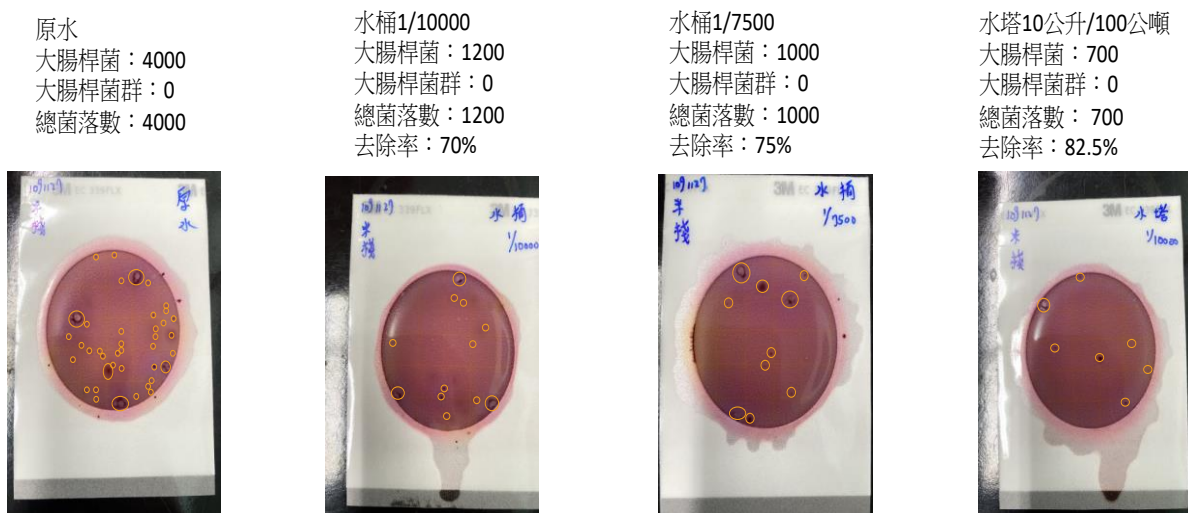 原水
大腸桿菌：4000
大腸桿菌群：0
總菌落數：4000
水桶1/10000
大腸桿菌：1200
大腸桿菌群：0
總菌落數：1200
去除率：70%
水桶1/7500
大腸桿菌：1000
大腸桿菌群：0
總菌落數：1000
去除率：75%
水塔10公升/100公噸
大腸桿菌：700
大腸桿菌群：0
總菌落數： 700
去除率：82.5%
3M EC
原水
水桶
1/10000
3M
水桶
1/7500
3M
水塔
1/10000